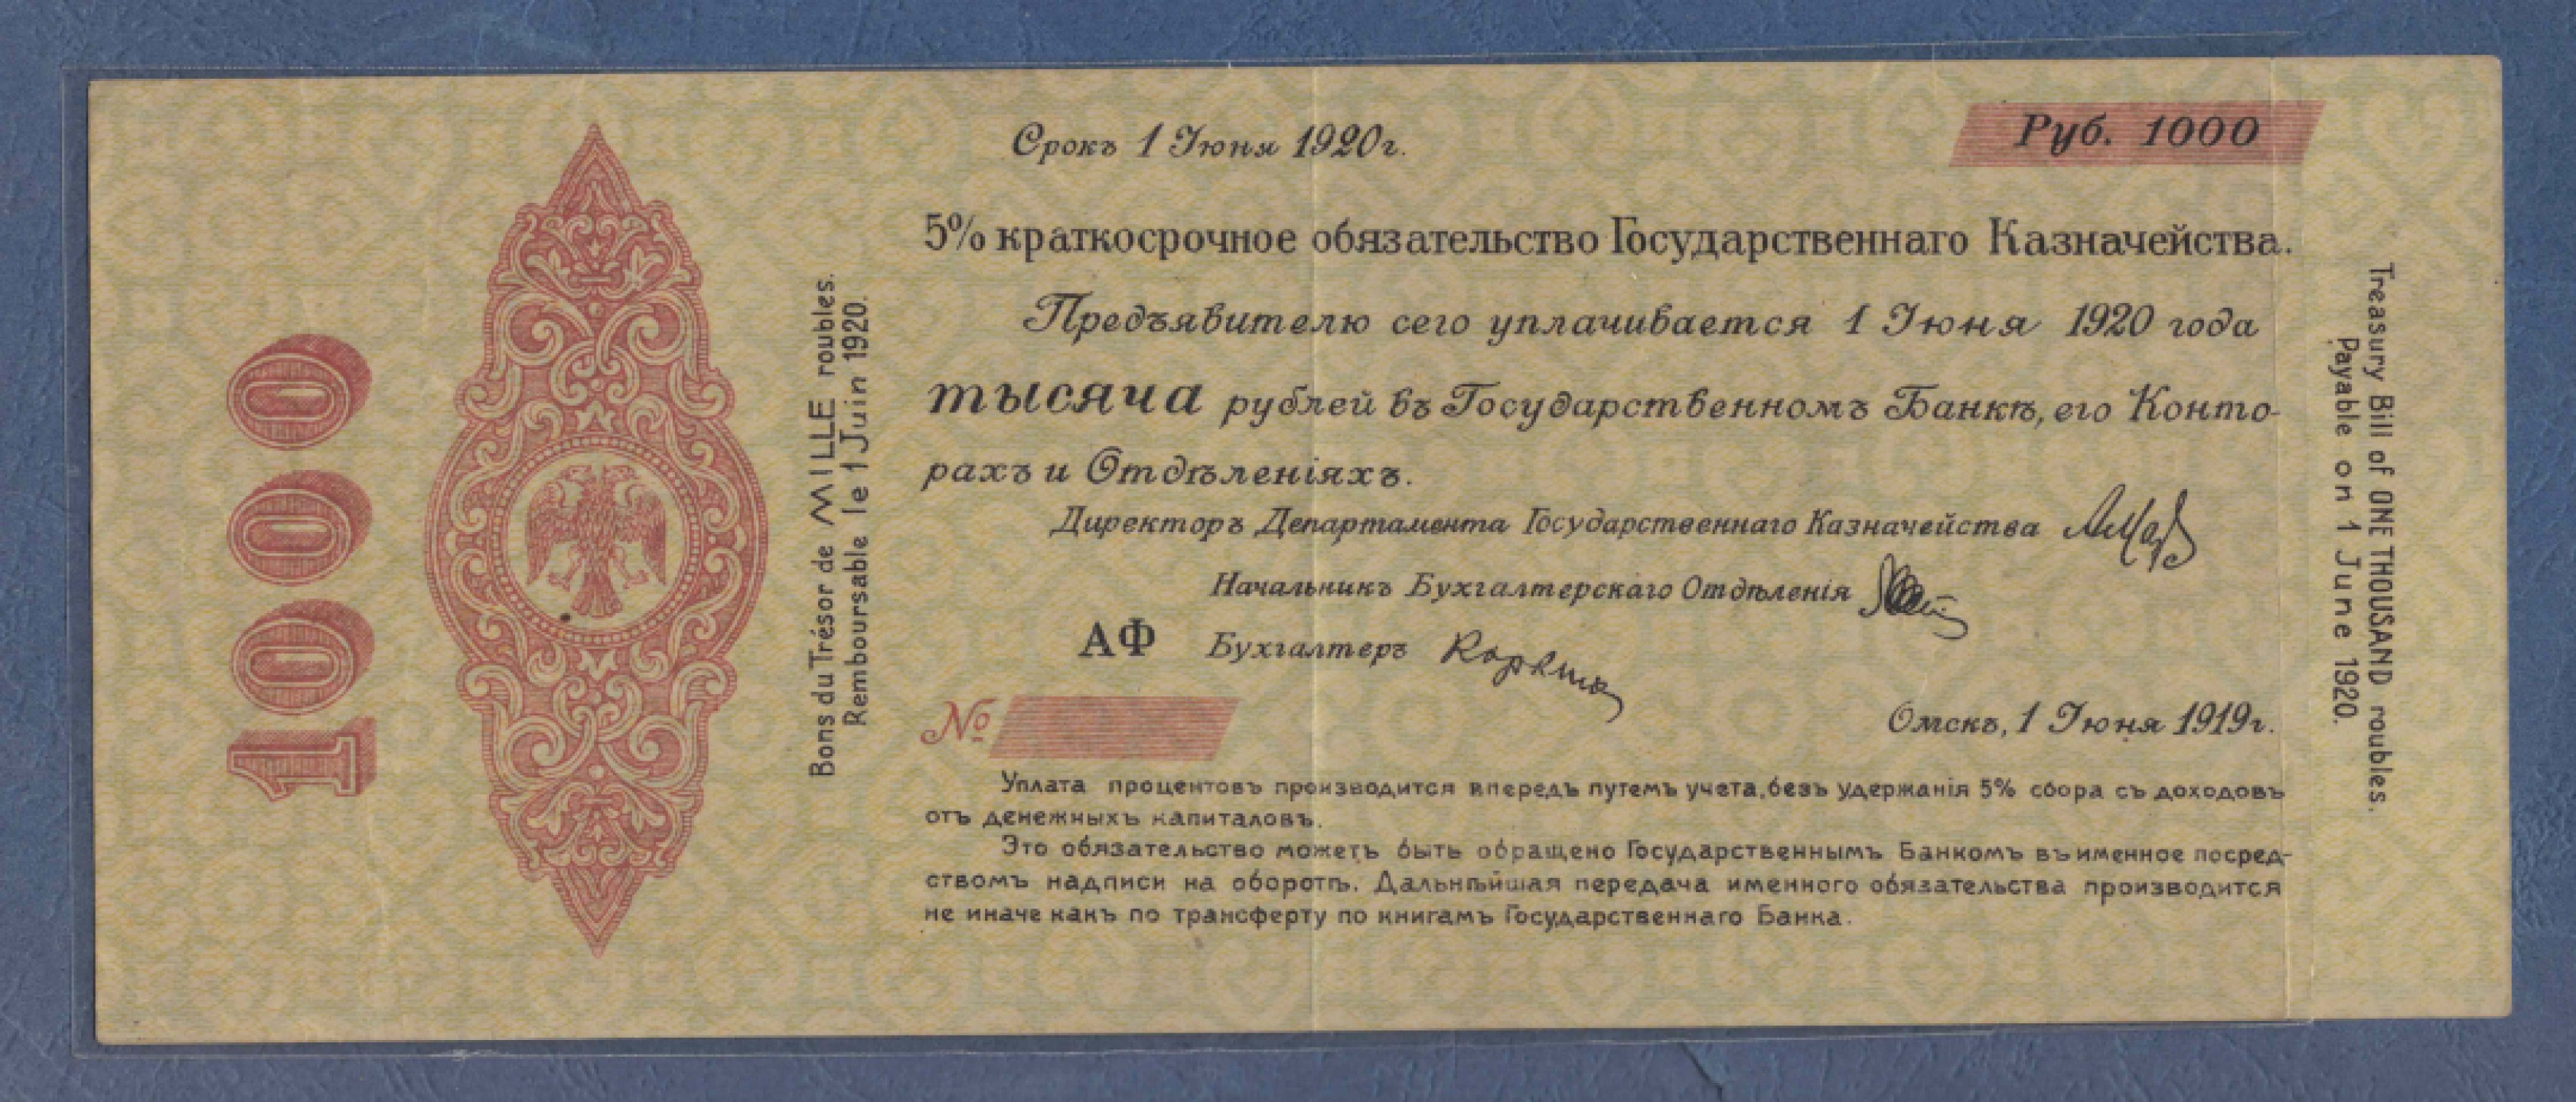 1000
Bons du Trésor de MILLE roubles.
Remboursable le 1 Juin 1920.
Срокъ 1 Июня 1920г.
Руб. 1000
5% краткосрочное обязательство Государственнаго Казначейства.
Предъявителю сего уплачивается 1 Июня 1920 года
тысяча рублей въ Государственномъ Банкѣ, его Конто-
рахъ и Отдѣленіяхъ.
Директоръ Департамента Государственнаго Казначейства
Начальникъ Бухгалтерскаго Отдѣленія
АФ Бухгалтеръ
№
Омскъ, 1 Июня 1919г.
Уплата процентовъ производится впередъ путемъ учета, безъ удержанія 5% сбора съ доходовъ
отъ денежныхъ капиталовъ.
Это обязательство можетъ быть обращено Государственнымъ Банкомъ въ именное посред-
ствомъ надписи на оборотѣ. Дальнѣйшая передача именного обязательства производится
не иначе какъ по трансферту по книгамъ Государственнаго Банка.
Treasury Bill of ONE THOUSAND roubles.
Payable on 1 June 1920.